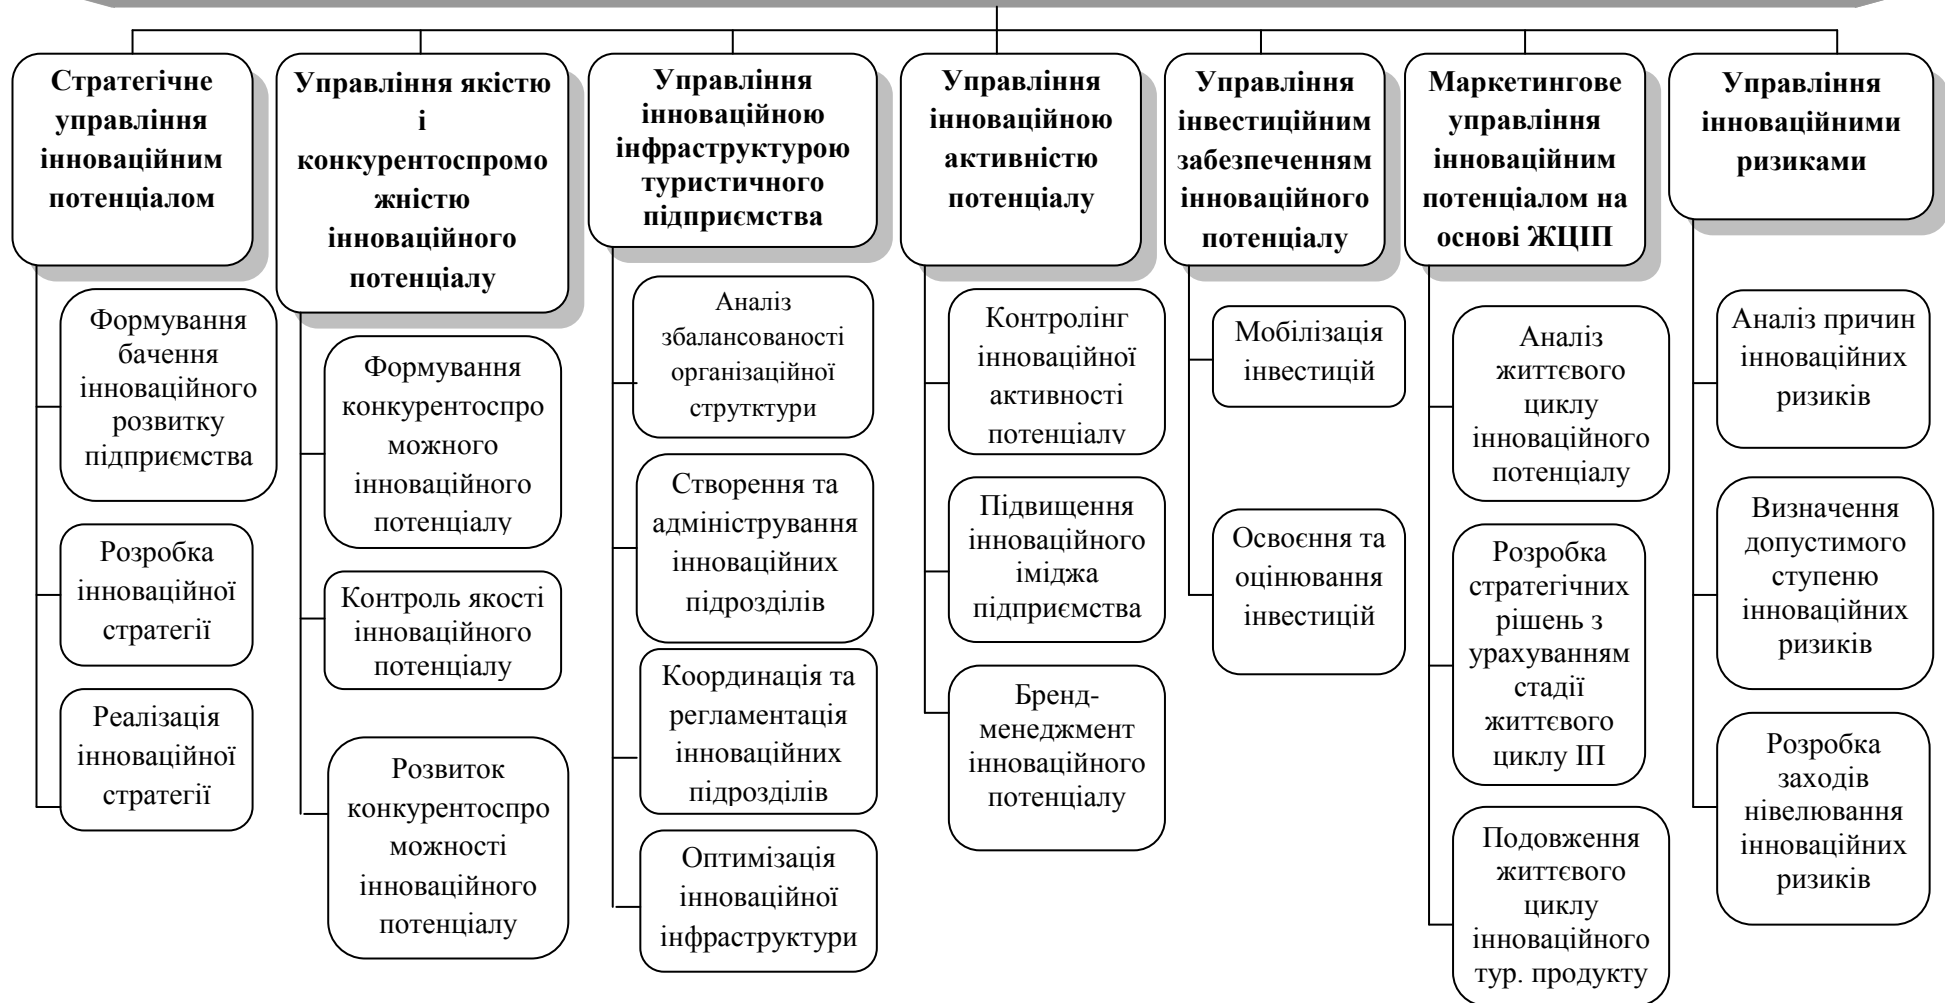 Стратегічне
управління
інноваційним
потенціалом
Формування
бачення
інноваційного
розвитку
підприємства
Розробка
інноваційної
стратегії
Реалізація
інноваційної
стратегії
Управління якістю
і
конкурентоспромо
жністю
інноваційного
потенціалу
Формування
конкурентоспро
можного
інноваційного
потенціалу
Контроль якості
інноваційного
потенціалу
Розвиток
конкурентоспро
можності
інноваційного
потенціалу
Управління
інноваційною
інфраструктурою
туристичного
підприємства
Аналіз
збалансованості
організаційної
струтктури
Створення та
адміністрування
інноваційних
підрозділів
Координація та
регламентація
інноваційних
підрозділів
Оптимізація
інноваційної
інфраструктури
Управління
інноваційною
активністю
потенціалу
Контролінг
інноваційної
активності
потенціалу
Підвищення
інноваційного
іміджа
підприємства
Бренд-
менеджмент
інноваційного
потенціалу
Управління
інвестиційним
забезпеченням
інноваційного
потенціалу
Мобілізація
інвестицій
Освоєння та
оцінювання
інвестицій
Маркетингове
управління
інноваційним
потенціалом на
основі ЖЦІП
Аналіз
життєвого
циклу
інноваційного
потенціалу
Розробка
стратегічних
рішень з
урахуванням
стадії
життєвого
циклу ІП
Подовження
життєвого
циклу
інноваційного
тур. продукту
Управління
інноваційними
ризиками
Аналіз причин
інноваційних
ризиків
Визначення
допустимого
ступеню
інноваційних
ризиків
Розробка
заходів
нівелювання
інноваційних
ризиків